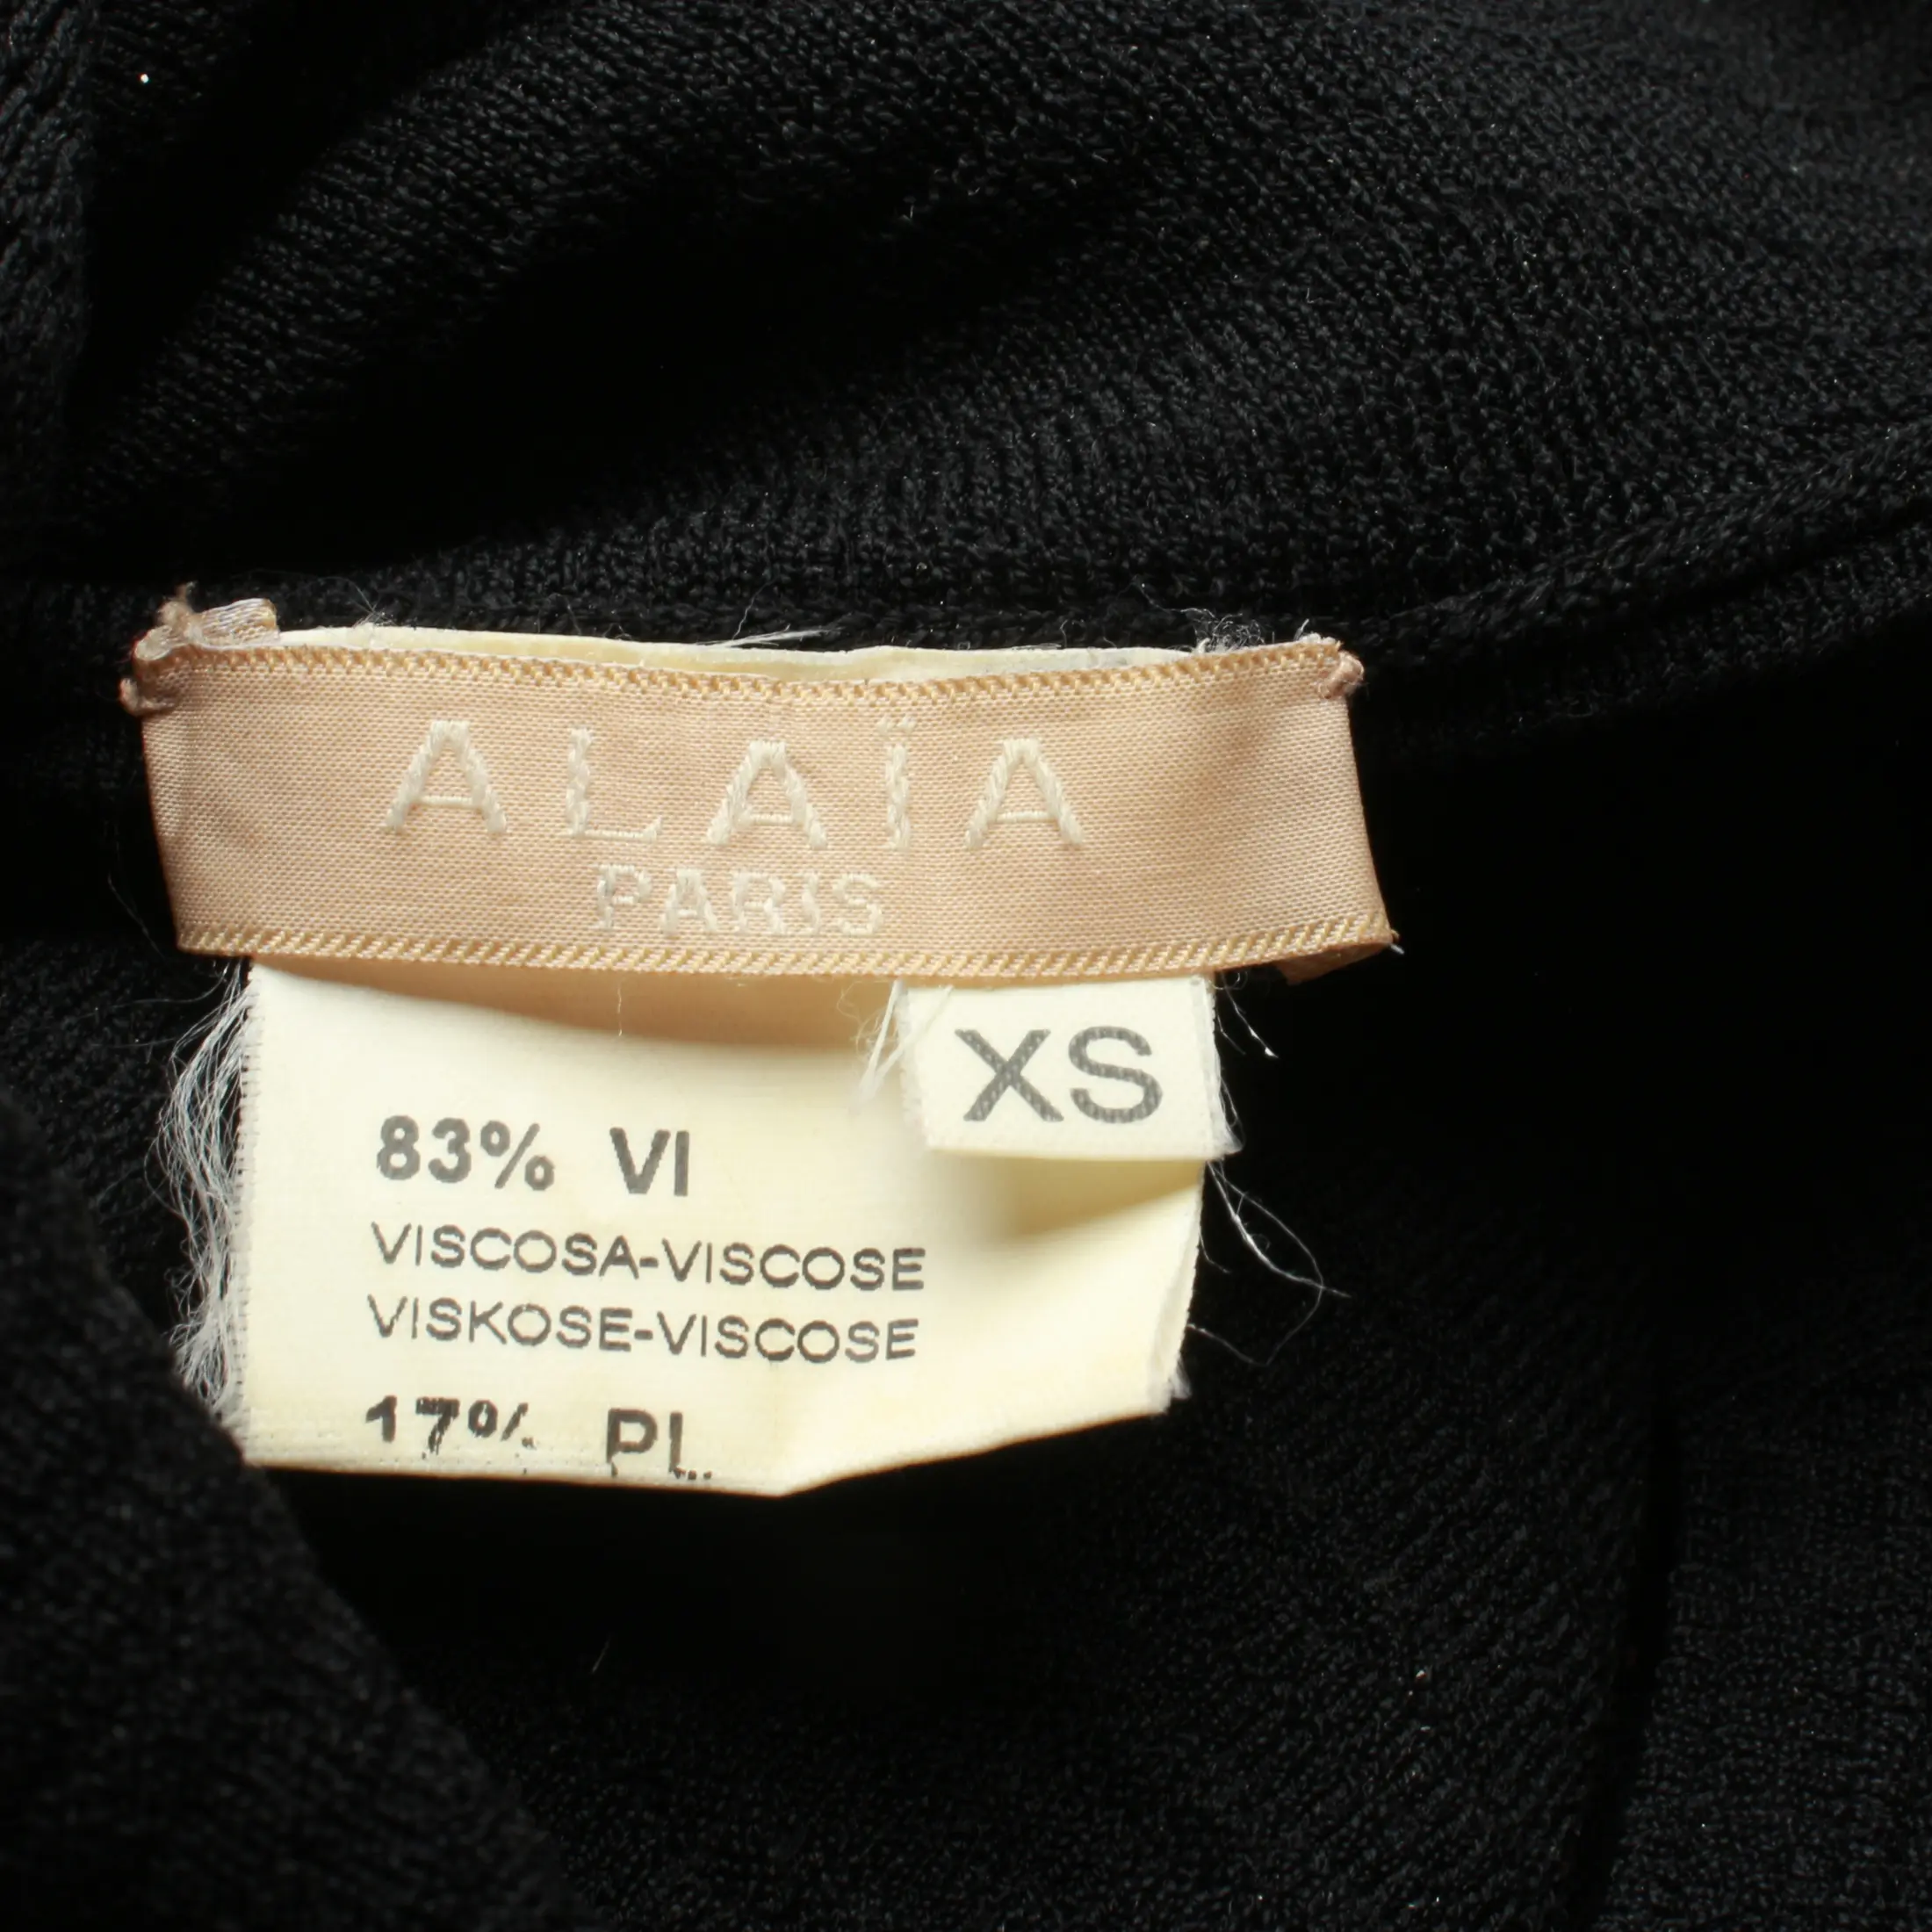 ALAÏA
PARIS
XS
83% VI
VISCOSA-VISCOSE
VISKOSE-VISCOSE
17% PL